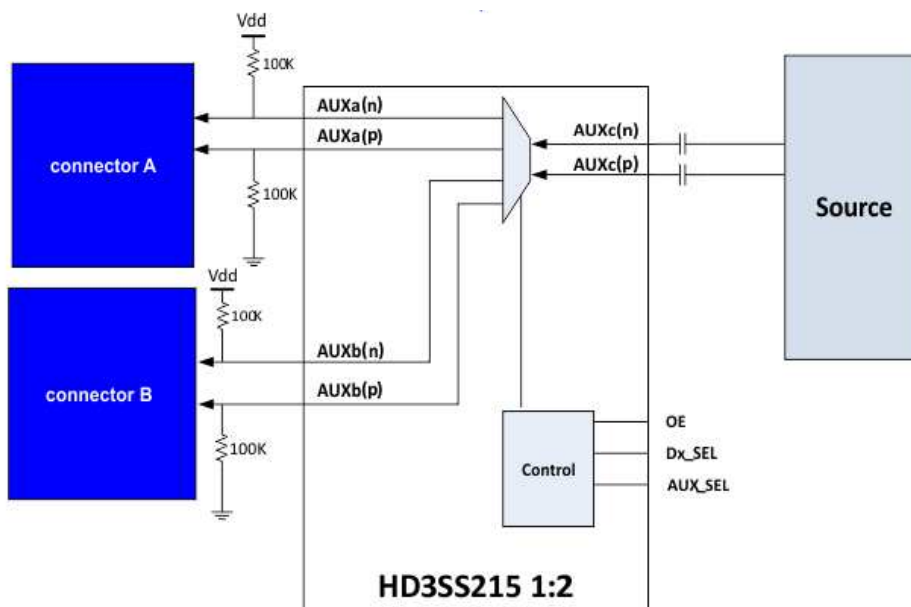 Vdd
100K
AUXa(n)
AUXa(p)
connector A
100K
AUXc(n)
AUXc(p)
Source
Vdd
100K
AUXb(n)
connector B
AUXb(p)
100K
Control
OE
Dx_SEL
AUX_SEL
HD3SS215 1:2